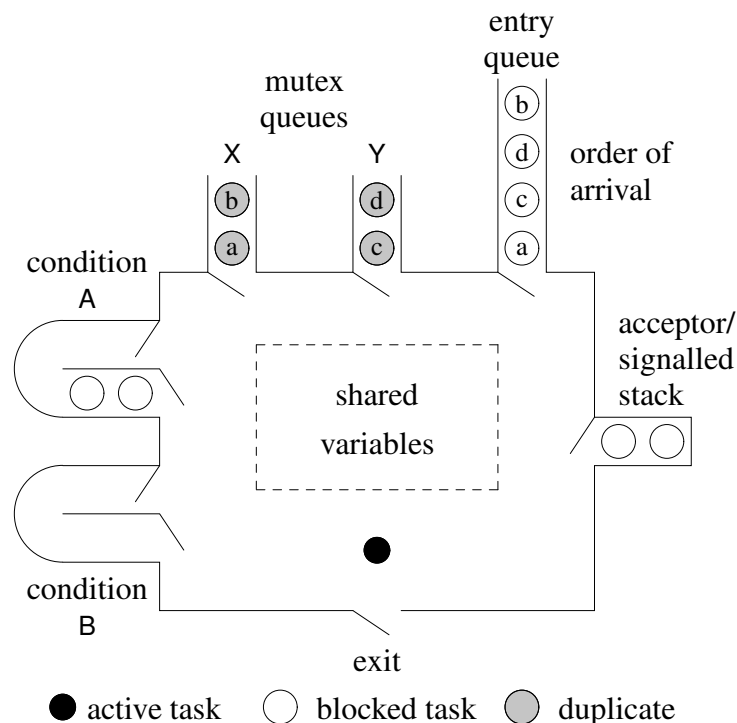 entry
queue
mutex
queues
X
Y
b
d
order of
arrival
b
d
c
a
c
a
condition
A
acceptor/
signalled
stack
shared
variables
condition
B
exit
active task
blocked task
duplicate